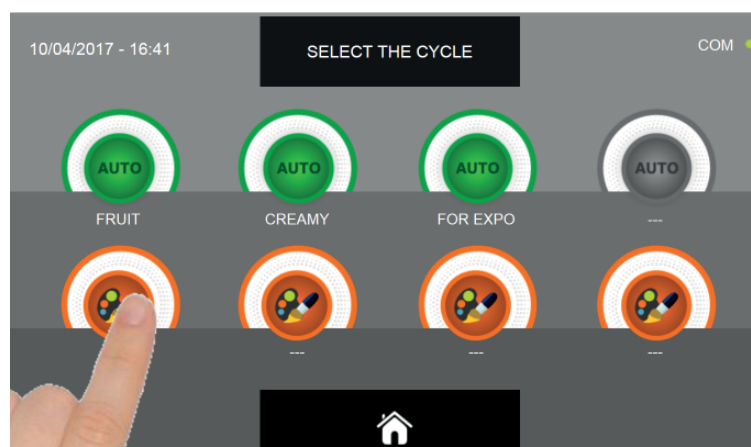 10/04/2017 - 16:41
SELECT THE CYCLE
COM
AUTO AUTO AUTO AUTO
FRUIT CREAMY FOR EXPO ---
--- --- ---